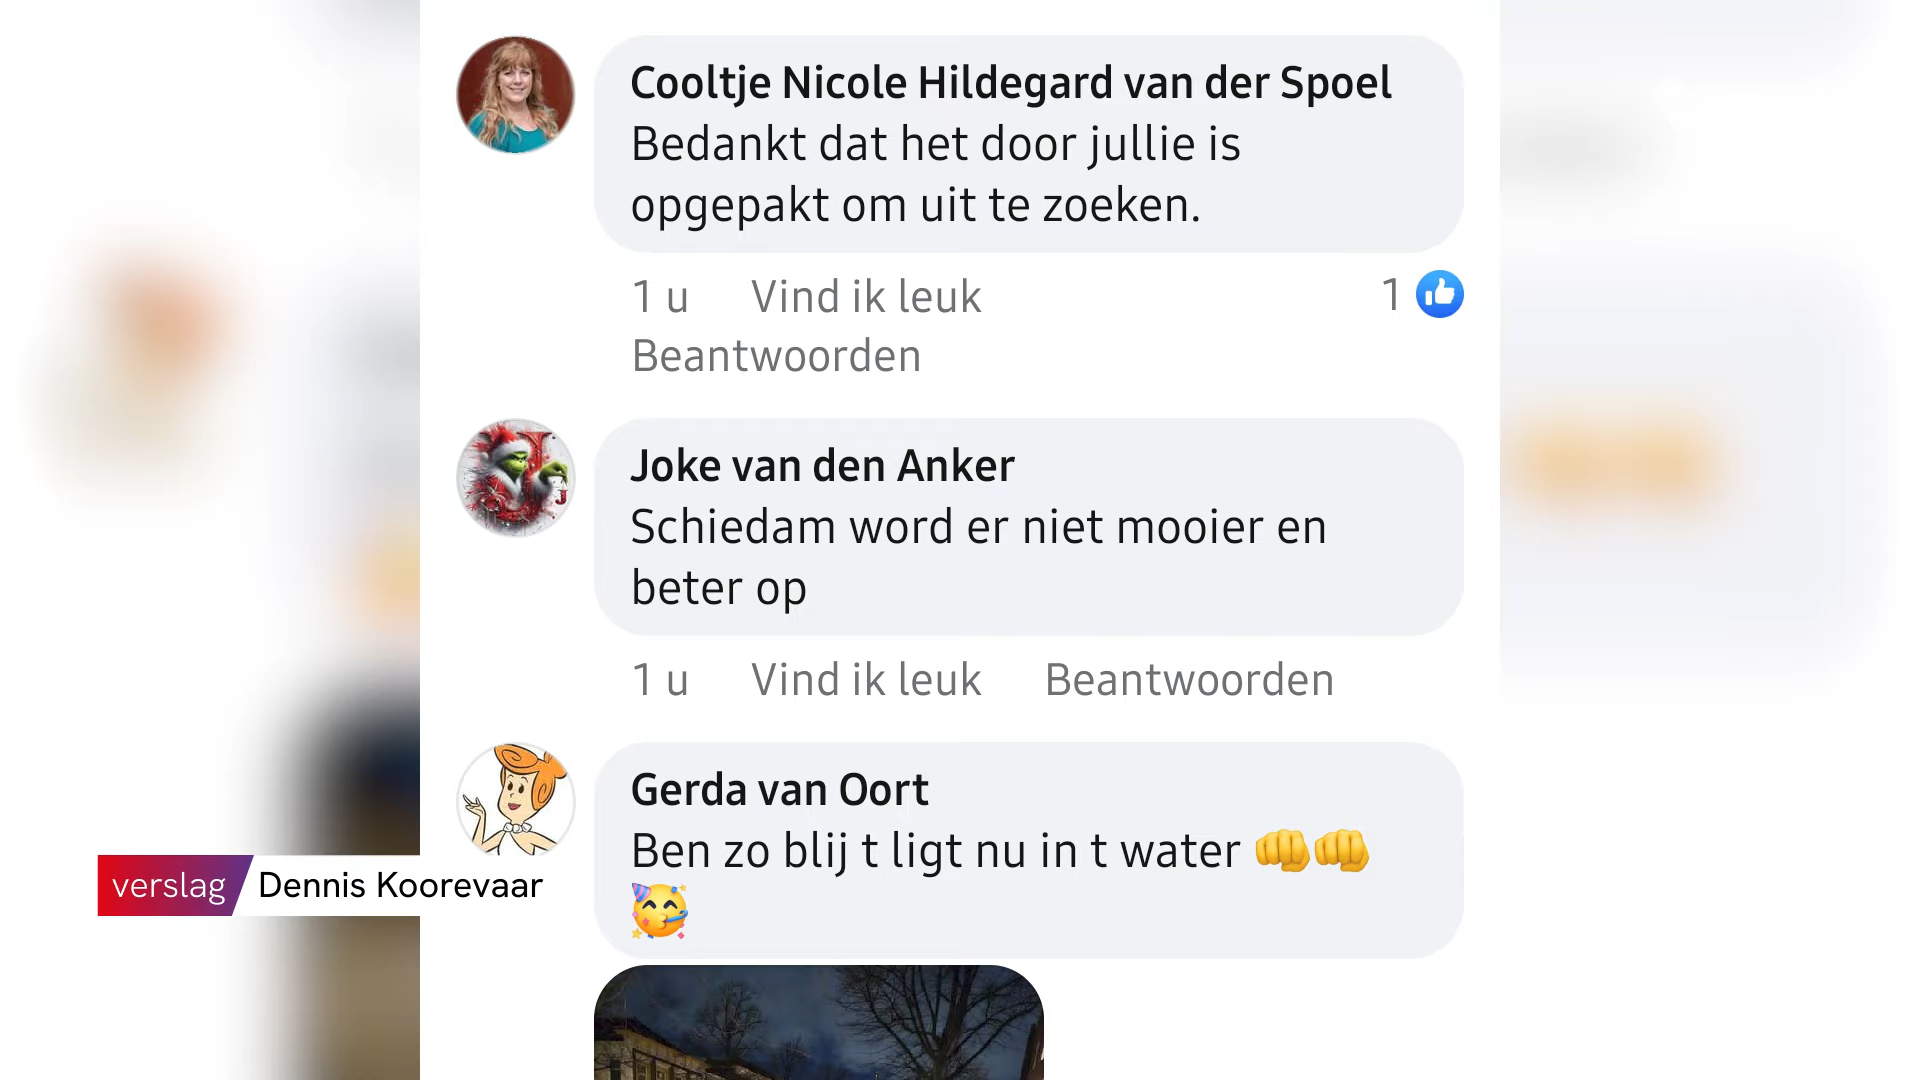 Cooltje Nicole Hildegard van der Spoel
Bedankt dat het door jullie is
opgepakt om uit te zoeken.
1 u Vind ik leuk 1
Beantwoorden
Joke van den Anker
Schiedam word er niet mooier en
beter op
1 u Vind ik leuk Beantwoorden
Gerda van Oort
Ben zo blij t ligt nu in t water 👊👊
🥳
verslag Dennis Koorevaar